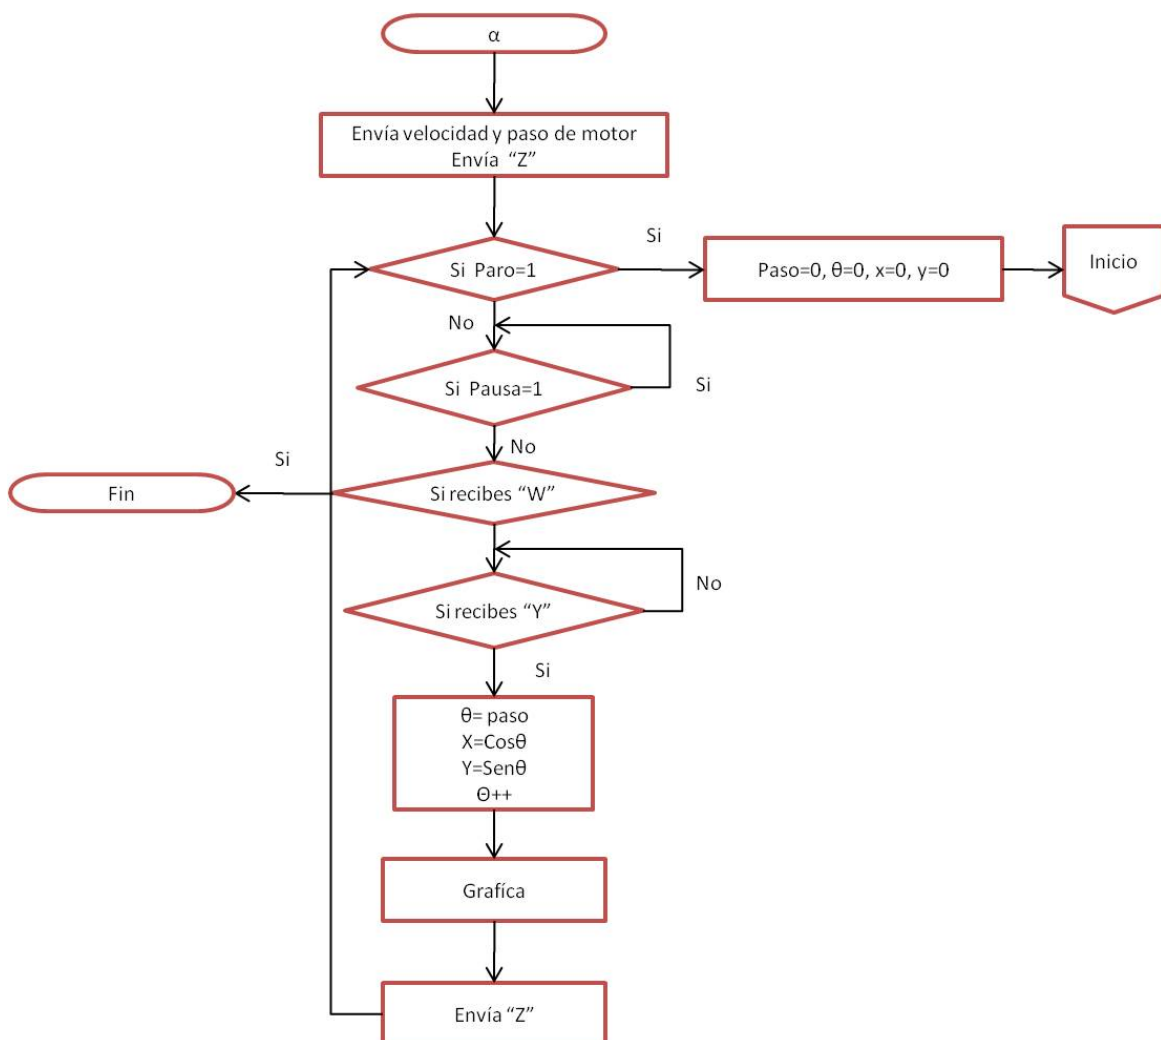 α
Envía velocidad y paso de motor
Envía “Z”
Si Paro=1
Si
Paso=0, θ=0, x=0, y=0
Inicio
No
Si Pausa=1
Si
No
Si recibes “W”
Si
Fin
Si recibes “Y”
No
Si
θ= paso
X=Cosθ
Y=Senθ
Θ++
Grafíca
Envía “Z”